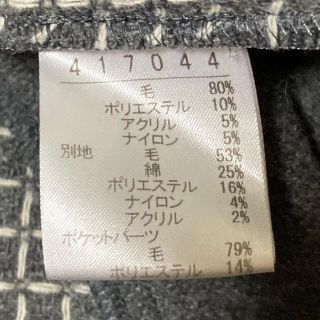 417044
毛 80%
ポリエステル 10%
アクリル 5%
ナイロン 5%
別地 毛 53%
綿 25%
ポリエステル 16%
ナイロン 4%
アクリル 2%
ポケットパーツ
毛 79%
ポリエステル 14%